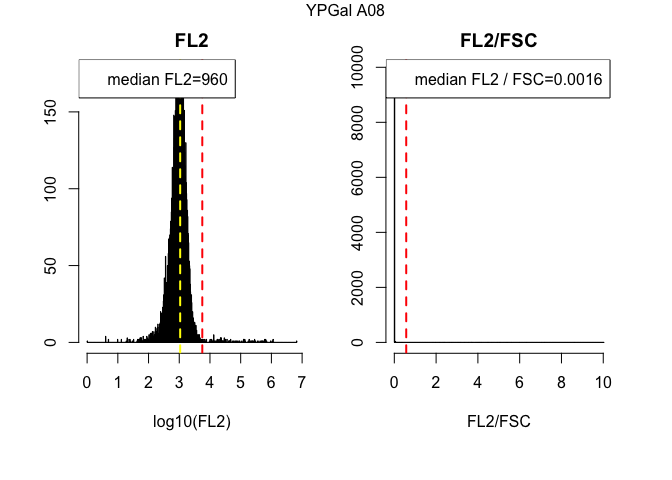 YPGal A08
FL2
median FL2=960
0
50
100
150
0 1 2 3 4 5 6 7
log10(FL2)
FL2/FSC
median FL2 / FSC=0.0016
0
2000
4000
6000
8000
10000
0 2 4 6 8 10
FL2/FSC